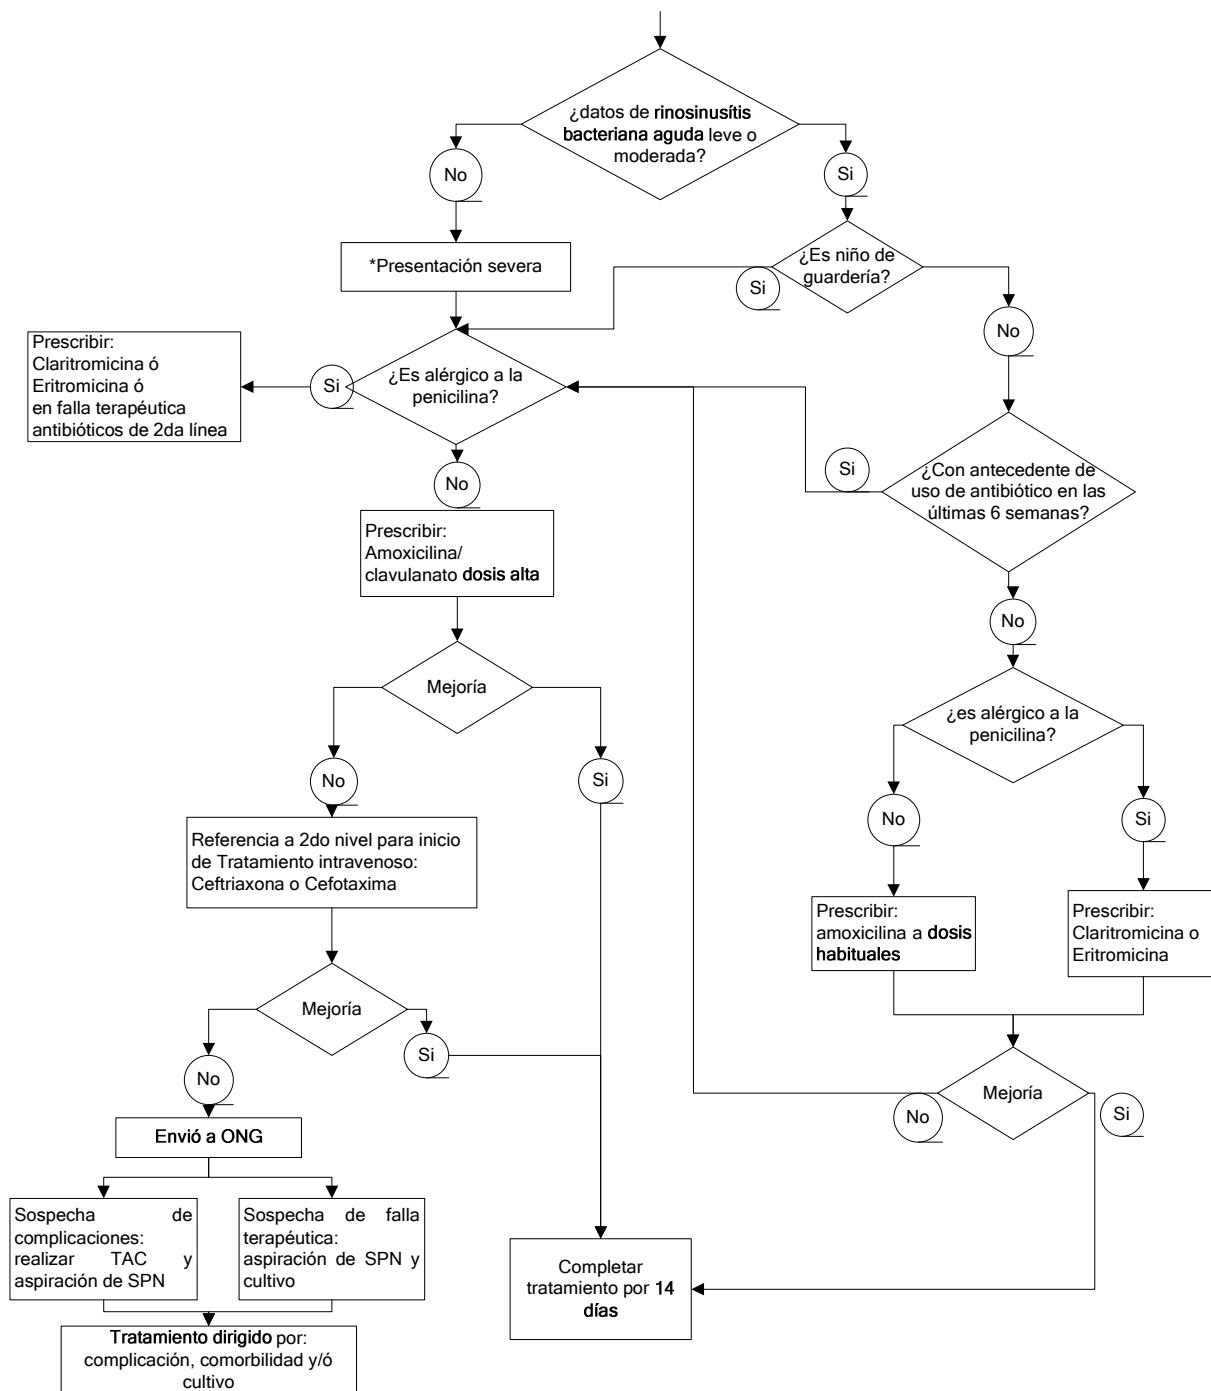 ¿datos de rinosinusítis
bacteriana aguda leve o
moderada?
No
Si
*Presentación severa
¿Es niño de
guardería?
Si
No
Prescribir:
Claritromicina ó
Eritromicina ó
en falla terapéutica
antibióticos de 2da línea
Si
¿Es alérgico a la
penicilina?
No
Si
¿Con antecedente de
uso de antibiótico en las
últimas 6 semanas?
No
Prescribir:
Amoxicilina/
clavulanato dosis alta
Mejoría
No
Si
¿es alérgico a la
penicilina?
No
Si
Referencia a 2do nivel para inicio
de Tratamiento intravenoso:
Ceftriaxona o Cefotaxima
Prescribir:
amoxicilina a dosis
habituales
Prescribir:
Claritromicina o
Eritromicina
Mejoría
No
Si
Mejoría
No
Si
Envió a ONG
Sospecha de
complicaciones:
realizar TAC y
aspiración de SPN
Sospecha de falla
terapéutica:
aspiración de SPN y
cultivo
Completar
tratamiento por 14
días
Tratamiento dirigido por:
complicación, comorbilidad y/ó
cultivo